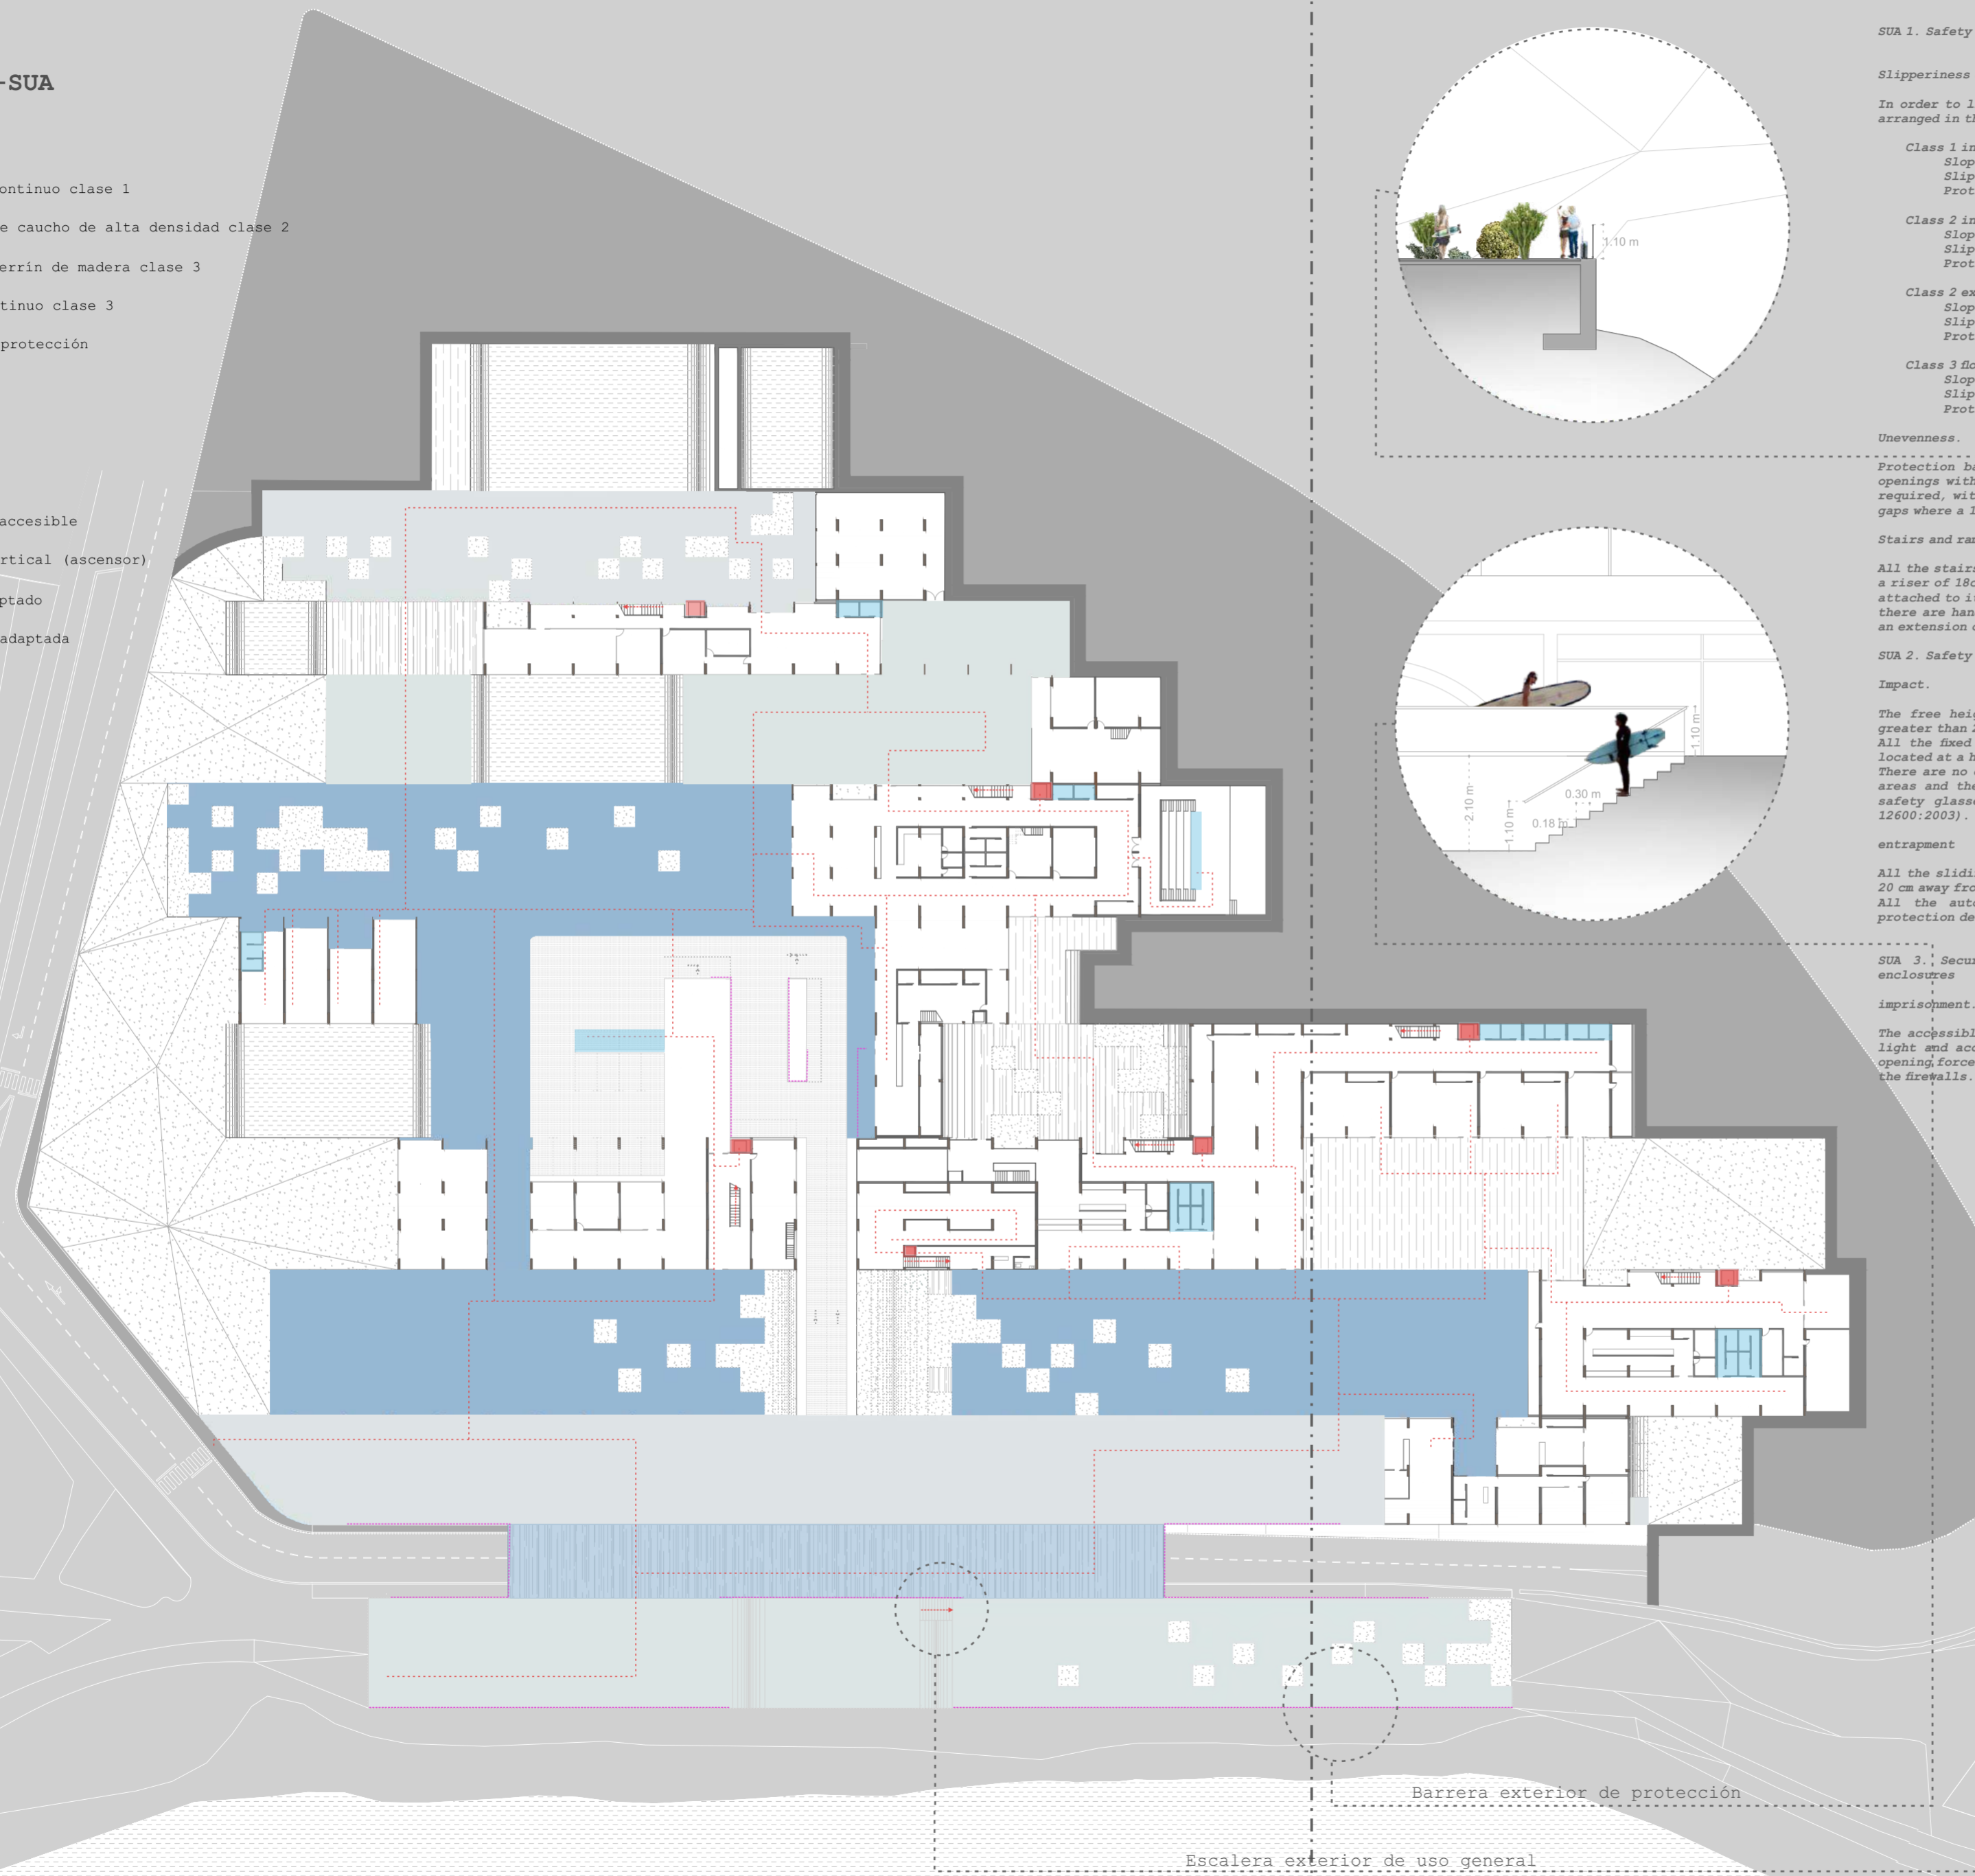 -SUA
ontinuo clase 1
e caucho de alta densidad clase 2
errín de madera clase 3
tinuo clase 3
protección
accesible
rtical (ascensor)
ptado
adaptada
1.10 m
1.10 m
2.10 m
1.10 m
0.30 m
0.18 m
Barrera exterior de protección
Escalera exterior de uso general
SUA 1. Safety
Slipperiness
In order to l
arranged in th
Class 1 in
Slop
Slip
Prot
Class 2 in
Slop
Slip
Prot
Class 2 ex
Slop
Slip
Prot
Class 3 flo
Slop
Slip
Prot
Unevenness.
Protection ba
openings with
required, wit
gaps where a 1
Stairs and ram
All the stairs
a riser of 18c
attached to it
there are han
an extension o
SUA 2. Safety
Impact.
The free heig
greater than 2
All the fixed
located at a h
There are no
areas and the
safety glasse
12600:2003).
entrapment
All the slidi
20 cm away fro
All the auto
protection de
SUA 3. Secur
enclosures
imprisonment.
The accessibl
light and acc
opening force
the firewalls.